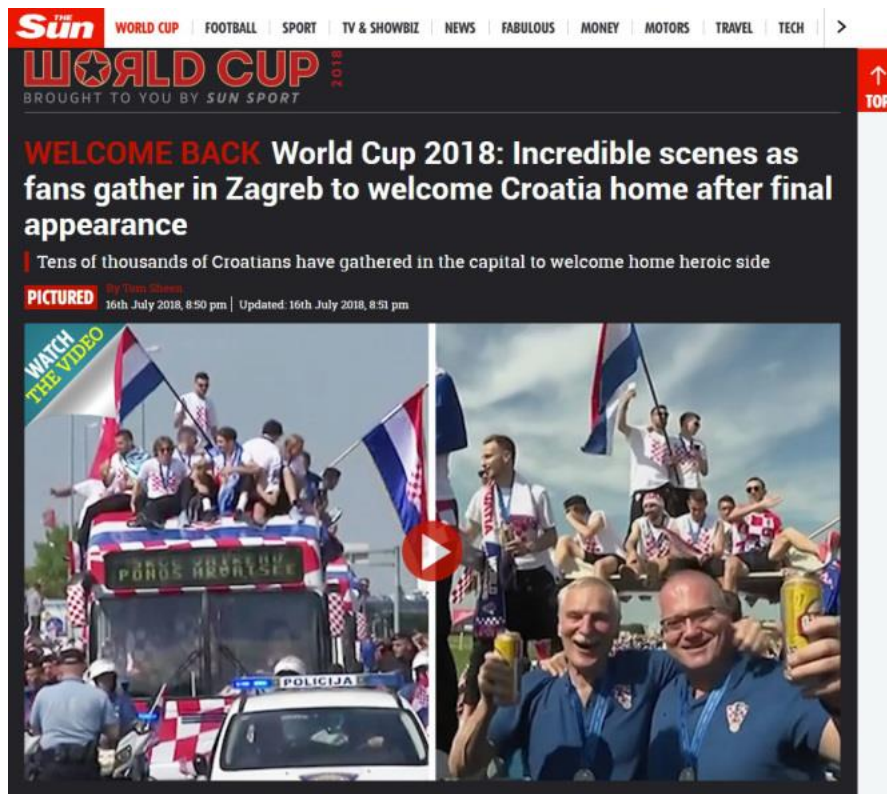 THE
Sun
WORLD CUP FOOTBALL SPORT TV & SHOWBIZ NEWS FABULOUS MONEY MOTORS TRAVEL TECH
WORLD CUP 2018
TOP
BROUGHT TO YOU BY SUN SPORT
WELCOME BACK World Cup 2018: Incredible scenes as
fans gather in Zagreb to welcome Croatia home after final
appearance
Tens of thousands of Croatians have gathered in the capital to welcome home heroic side
PICTURED
By Tom Sheen
16th July 2018, 8:50 pm | Updated: 16th July 2018, 8:51 pm
WATCH
THE VIDEO
PONOS HRVATSKE
POLICIJA